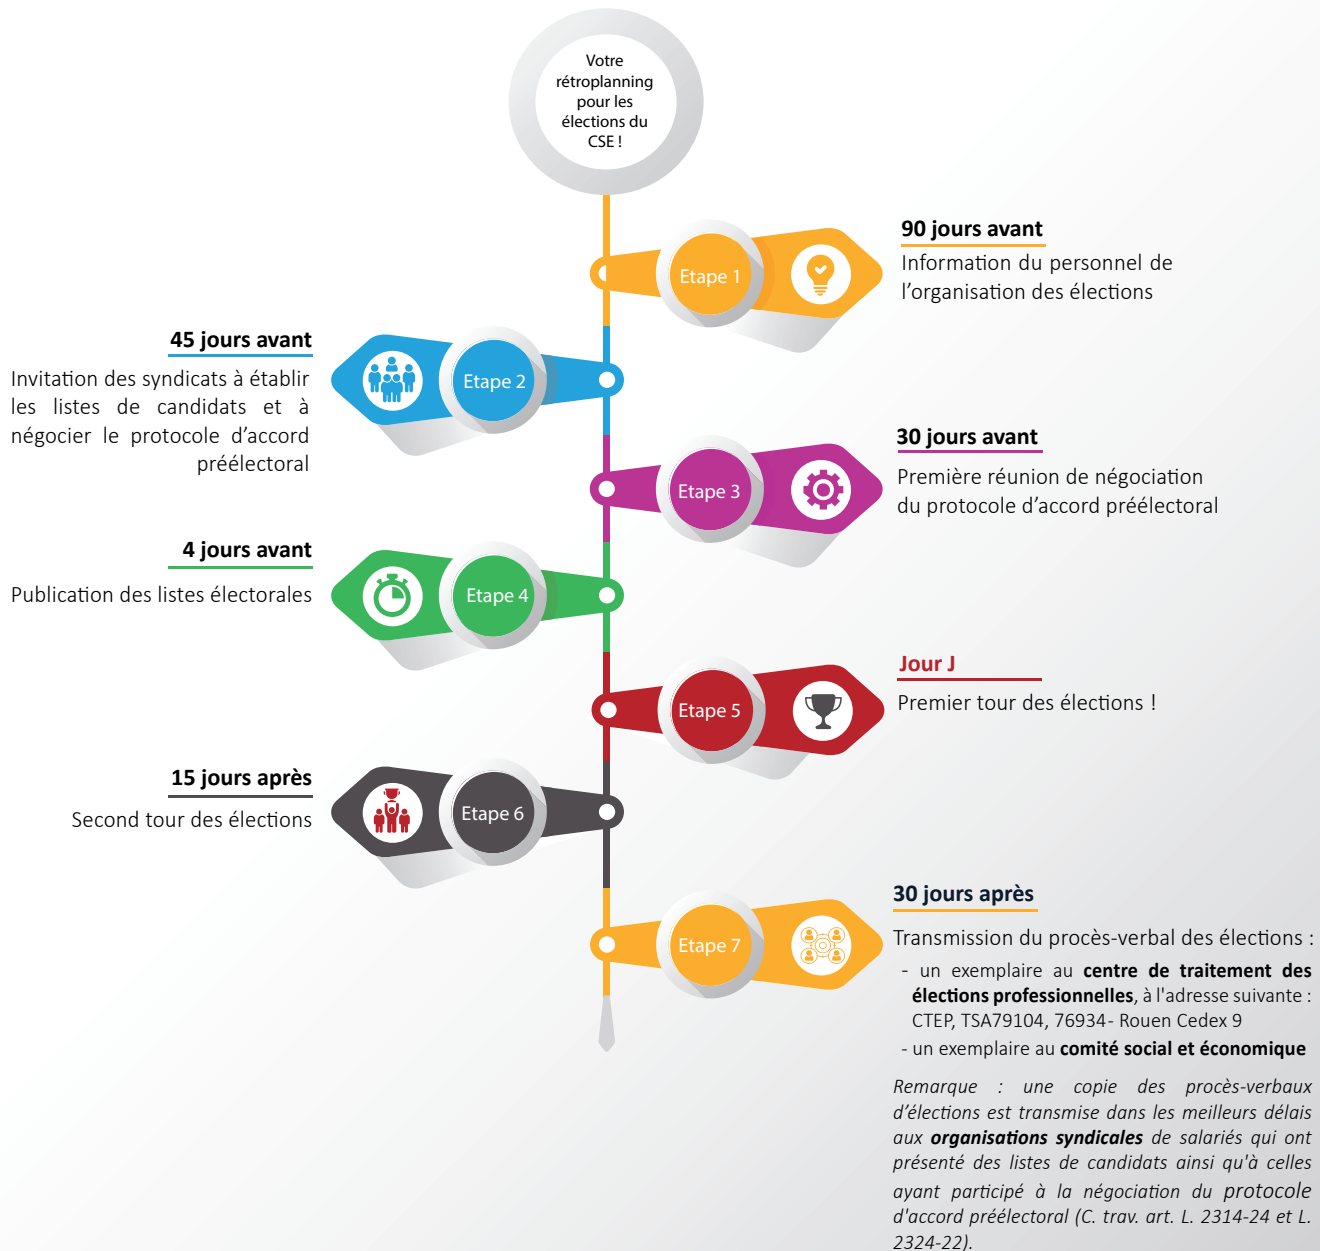 Votre
rétroplanning
pour les
élections du
CSE !
90 jours avant
Etape 1
Information du personnel de
l’organisation des élections
45 jours avant
Etape 2
Invitation des syndicats à établir
les listes de candidats et à
négocier le protocole d’accord
préélectoral
30 jours avant
Etape 3
Première réunion de négociation
du protocole d’accord préélectoral
4 jours avant
Etape 4
Publication des listes électorales
Jour J
Etape 5
Premier tour des élections !
15 jours après
Etape 6
Second tour des élections
30 jours après
Etape 7
Transmission du procès-verbal des élections :
- un exemplaire au centre de traitement des
élections professionnelles, à l'adresse suivante :
CTEP, TSA79104, 76934- Rouen Cedex 9
- un exemplaire au comité social et économique
Remarque : une copie des procès-verbaux
d’élections est transmise dans les meilleurs délais
aux organisations syndicales de salariés qui ont
présenté des listes de candidats ainsi qu'à celles
ayant participé à la négociation du protocole
d'accord préélectoral (C. trav. art. L. 2314-24 et L.
2324-22).